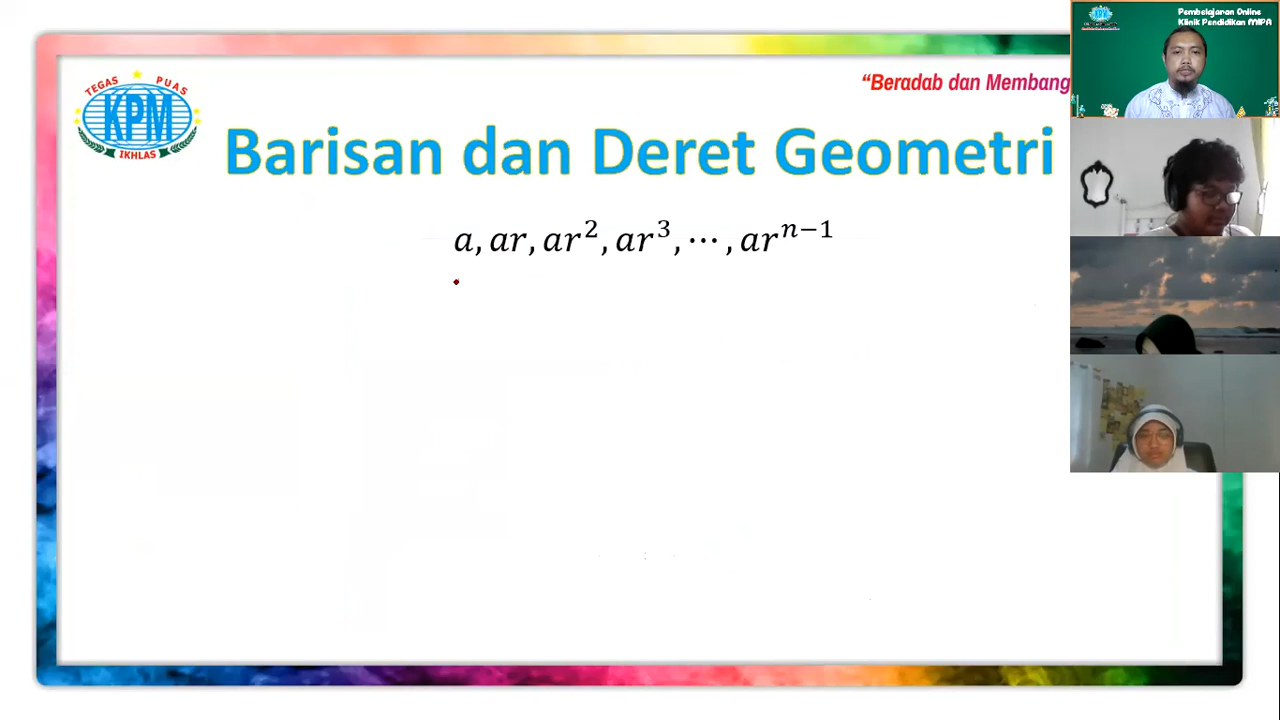 Pembelajaran Online
Klinik Pendidikan MIPA
"Beradab dan Membang
TEGAS PUAS
KPM
IKHLAS
Barisan dan Deret Geometri
a, ar, ar², ar³, ⋯ , arⁿ⁻¹